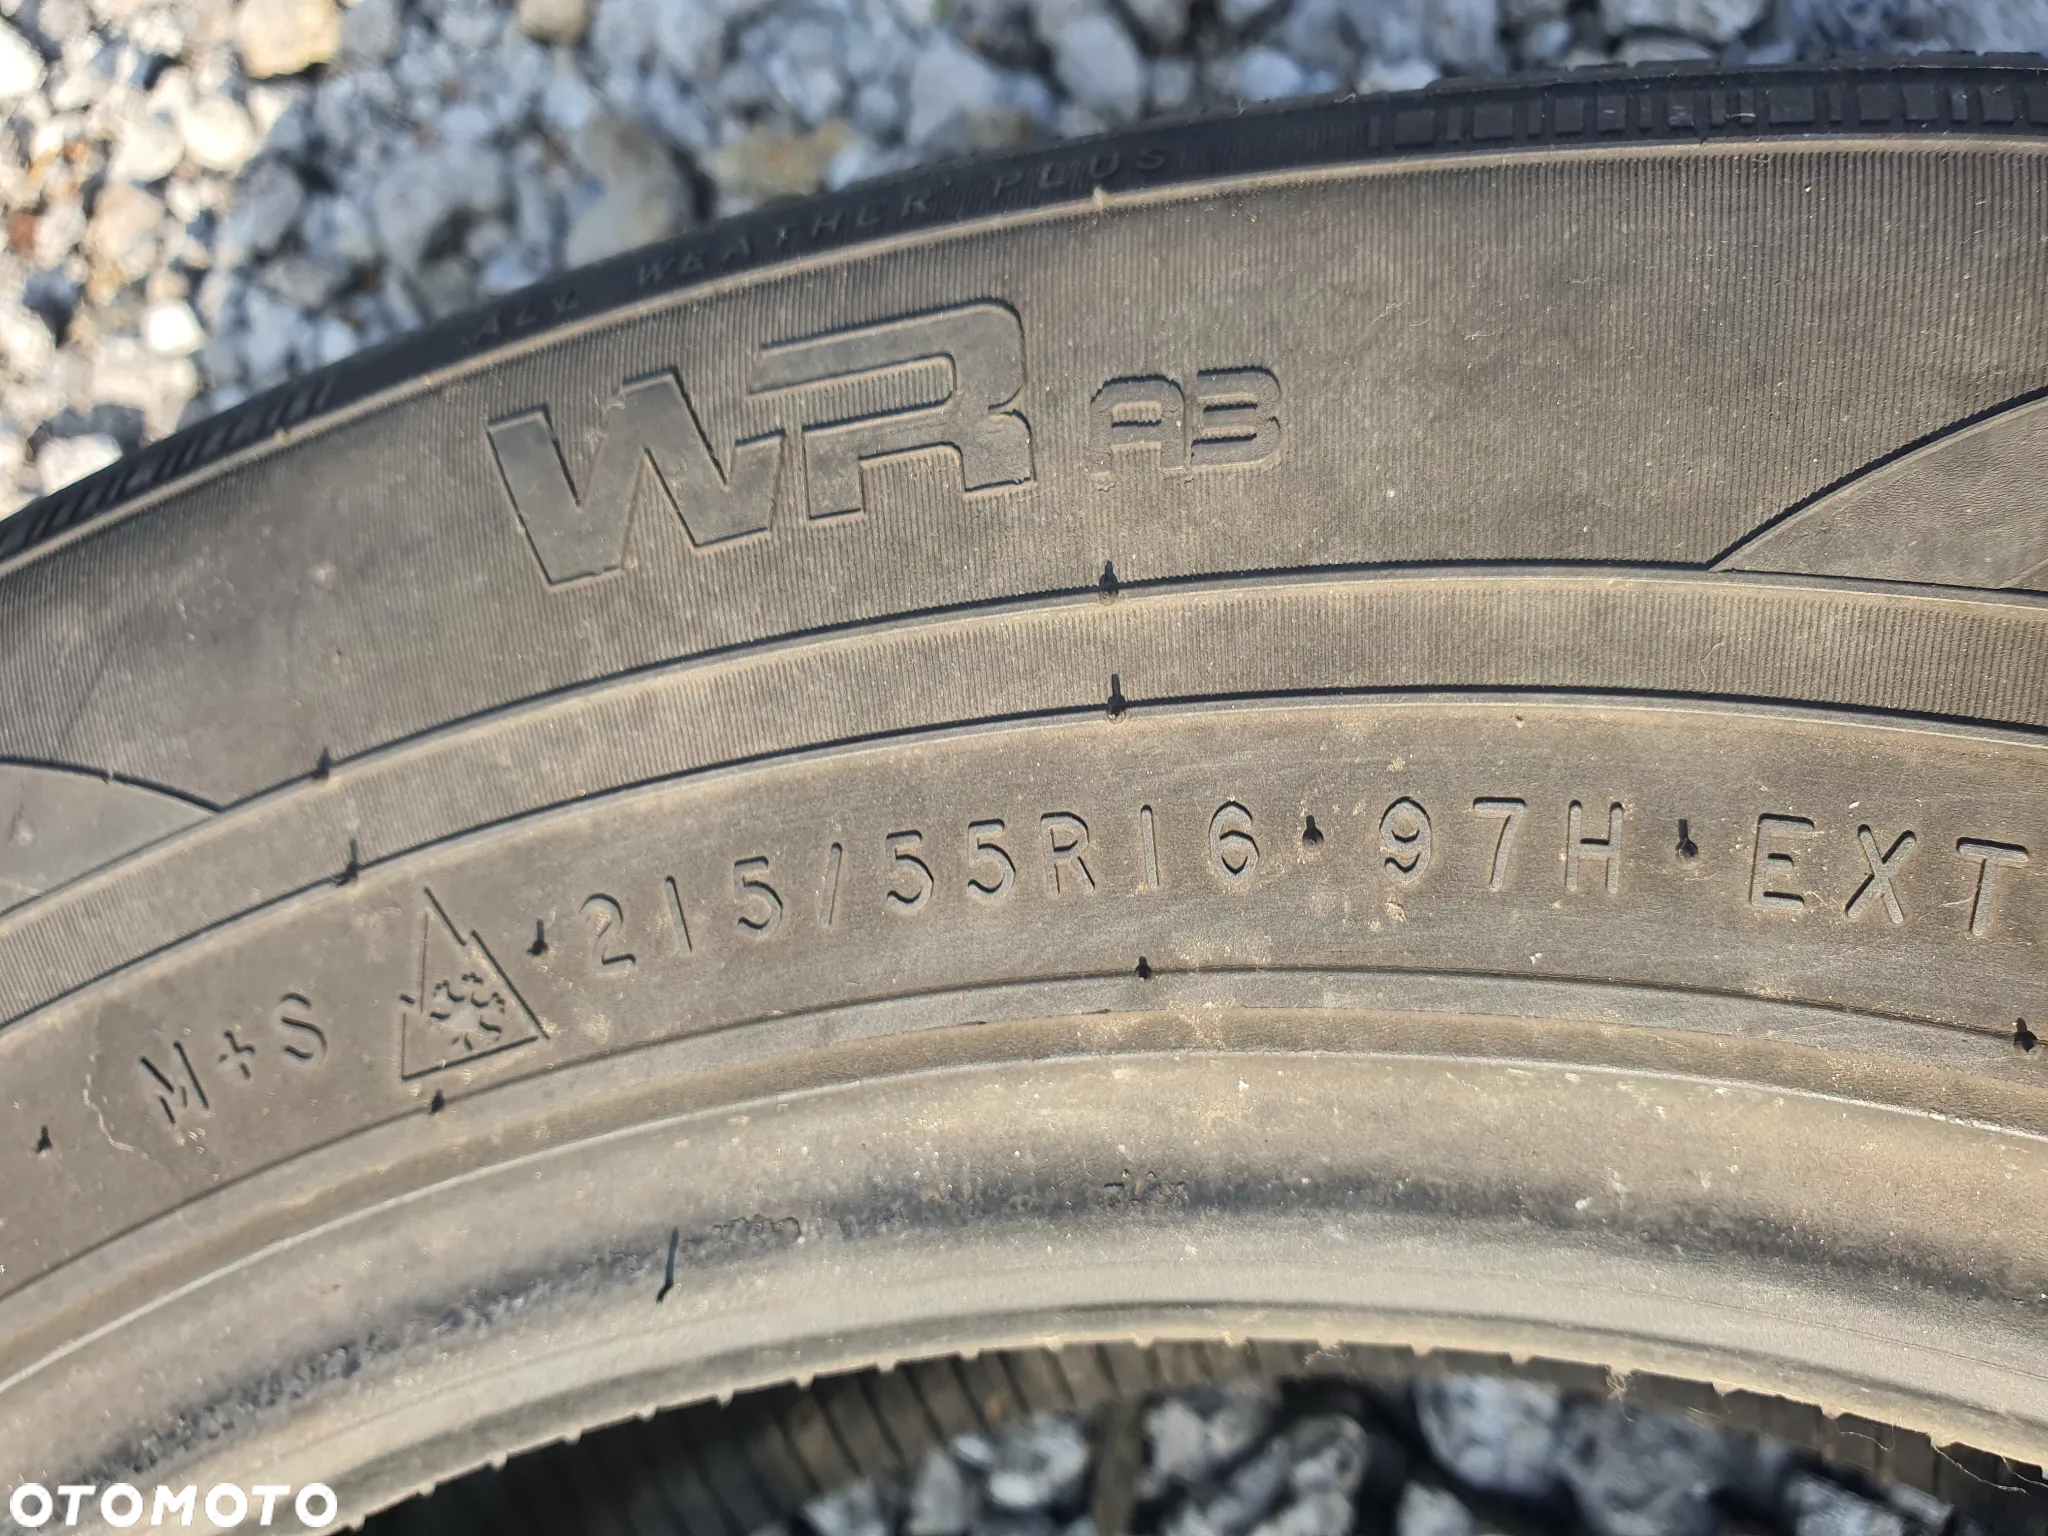 ALL WEATHER PLUS
WR A3
M+S 215/55R16 97H EXT
OTOMOTO